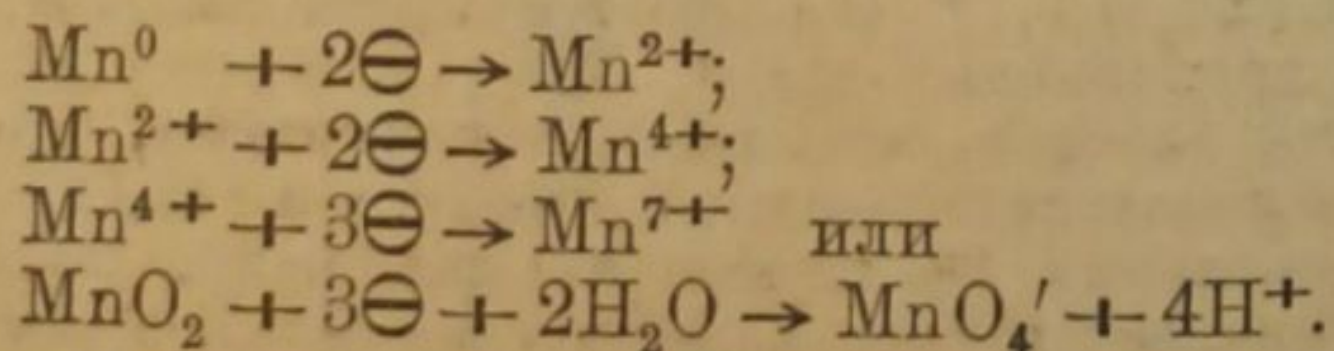 Mn⁰ + 2⊖ → Mn²⁺;
Mn²⁺ + 2⊖ → Mn⁴⁺;
Mn⁴⁺ + 3⊖ → Mn⁷⁺ или
MnO₂ + 3⊖ + 2H₂O → MnO₄′ + 4H⁺.